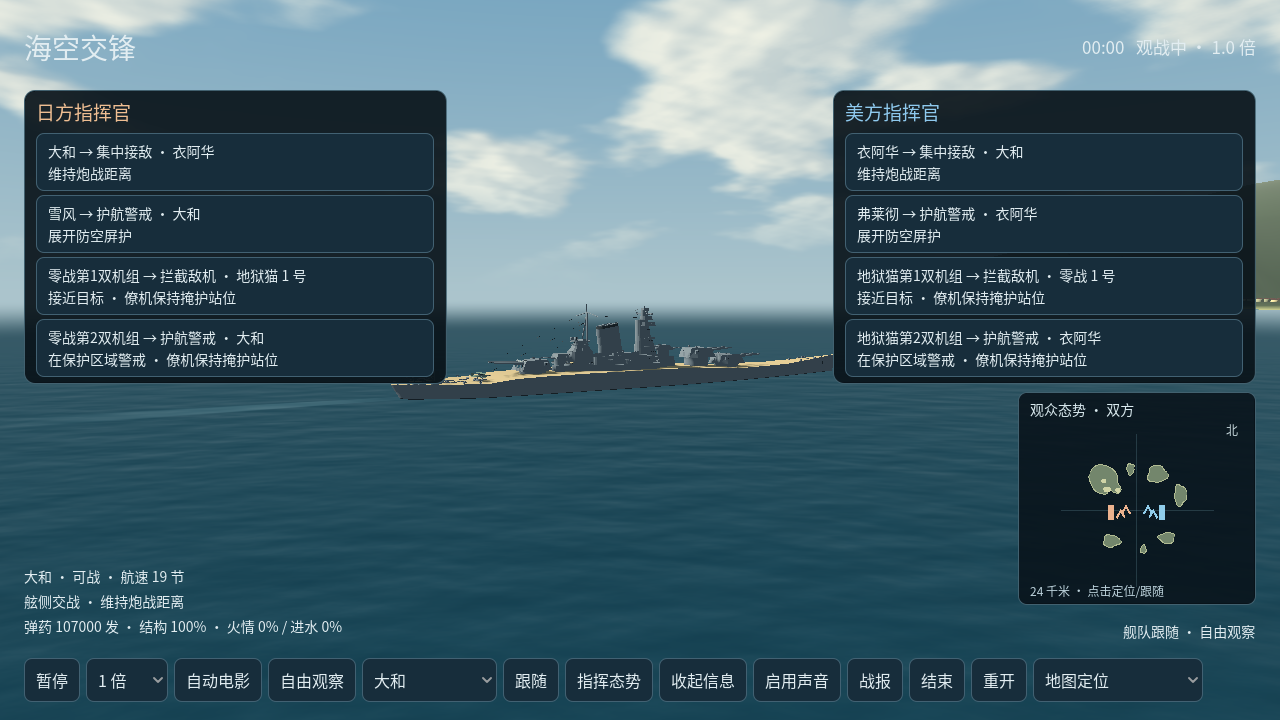 海空交锋
00:00 观战中 · 1.0 倍
日方指挥官
大和 → 集中接敌 · 衣阿华
维持炮战距离
雪风 → 护航警戒 · 大和
展开防空屏护
零战第1双机组 → 拦截敌机 · 地狱猫 1 号
接近目标 · 僚机保持掩护站位
零战第2双机组 → 护航警戒 · 大和
在保护区域警戒 · 僚机保持掩护站位
美方指挥官
衣阿华 → 集中接敌 · 大和
维持炮战距离
弗莱彻 → 护航警戒 · 衣阿华
展开防空屏护
地狱猫第1双机组 → 拦截敌机 · 零战 1 号
接近目标 · 僚机保持掩护站位
地狱猫第2双机组 → 护航警戒 · 衣阿华
在保护区域警戒 · 僚机保持掩护站位
观众态势 · 双方
北
24 千米 · 点击定位/跟随
大和 · 可战 · 航速 19 节
舷侧交战 · 维持炮战距离
弹药 107000 发 · 结构 100% · 火情 0% / 进水 0%
舰队跟随 · 自由观察
暂停
1 倍
自动电影
自由观察
大和
跟随
指挥态势
收起信息
启用声音
战报
结束
重开
地图定位